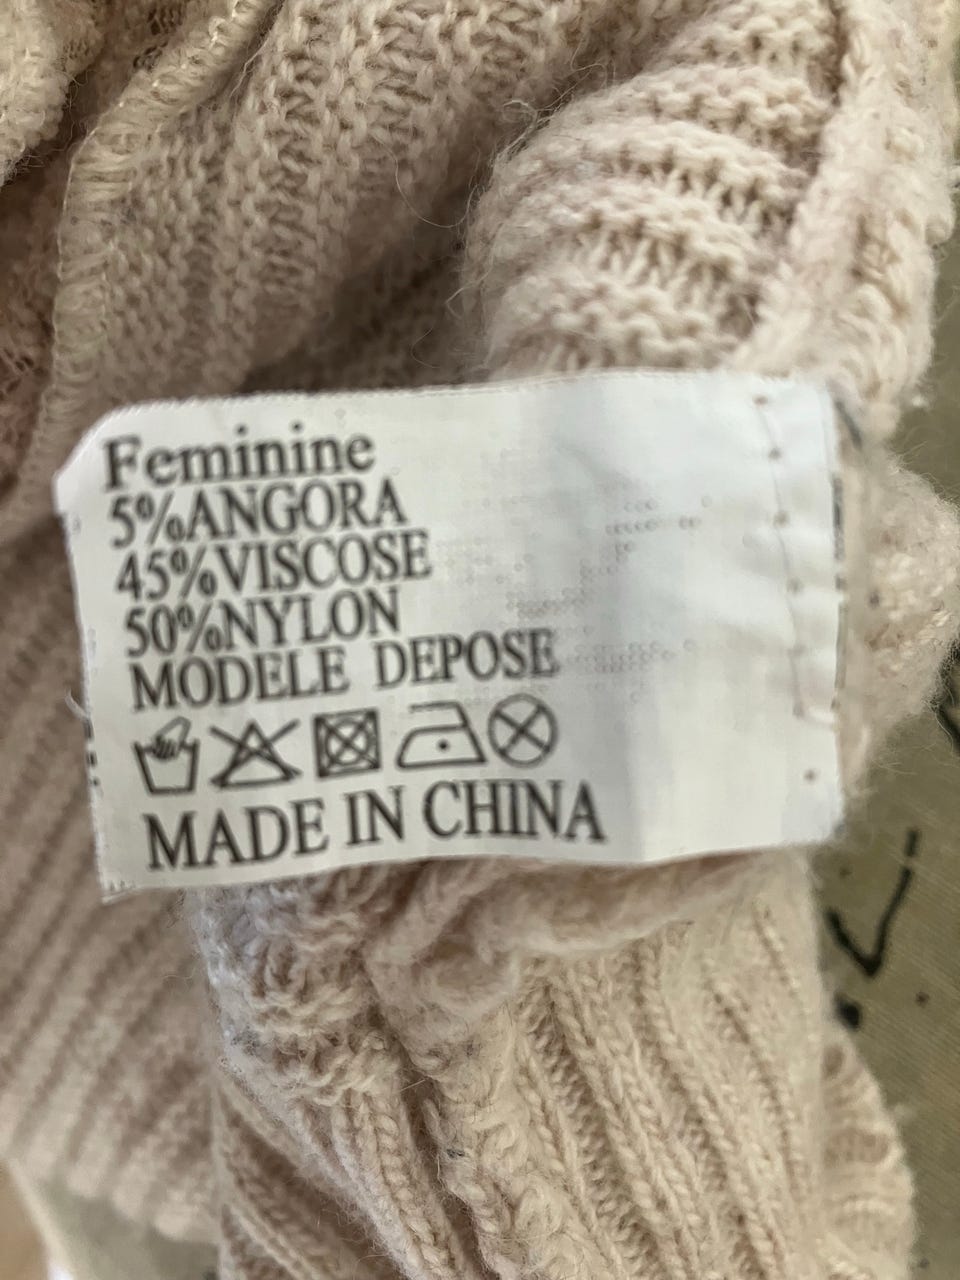 Feminine
5%ANGORA
45%VISCOSE
50%NYLON
MODELE DEPOSE
MADE IN CHINA